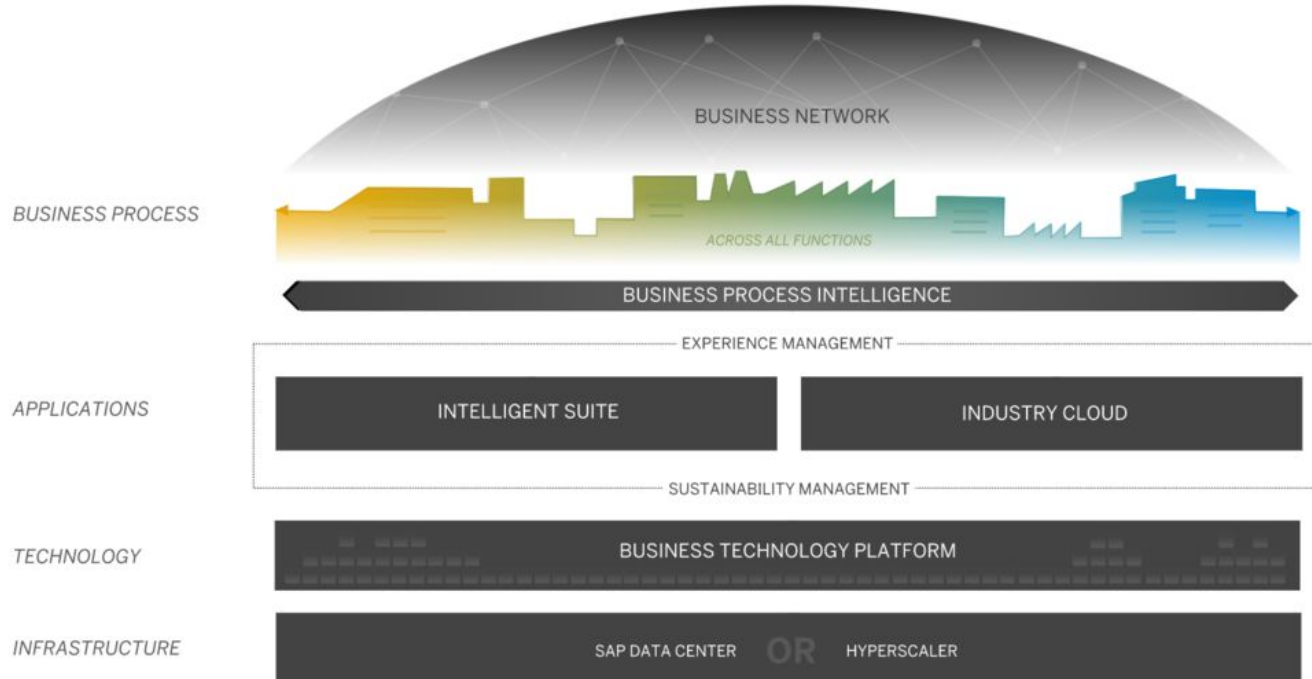 BUSINESS NETWORK
BUSINESS PROCESS
ACROSS ALL FUNCTIONS
BUSINESS PROCESS INTELLIGENCE
EXPERIENCE MANAGEMENT
APPLICATIONS
INTELLIGENT SUITE
INDUSTRY CLOUD
SUSTAINABILITY MANAGEMENT
TECHNOLOGY
BUSINESS TECHNOLOGY PLATFORM
INFRASTRUCTURE
SAP DATA CENTER OR HYPERSCALER